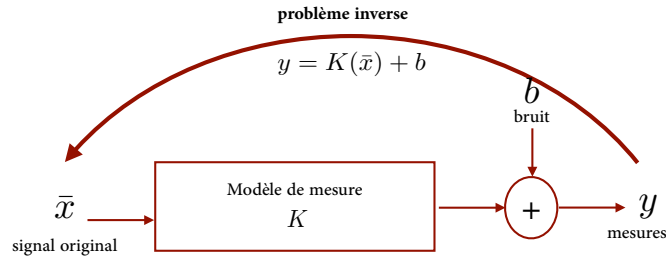 problème inverse
y = K(x̄) + b
b
bruit
Modèle de mesure
K
x̄
+
y
signal original
mesures